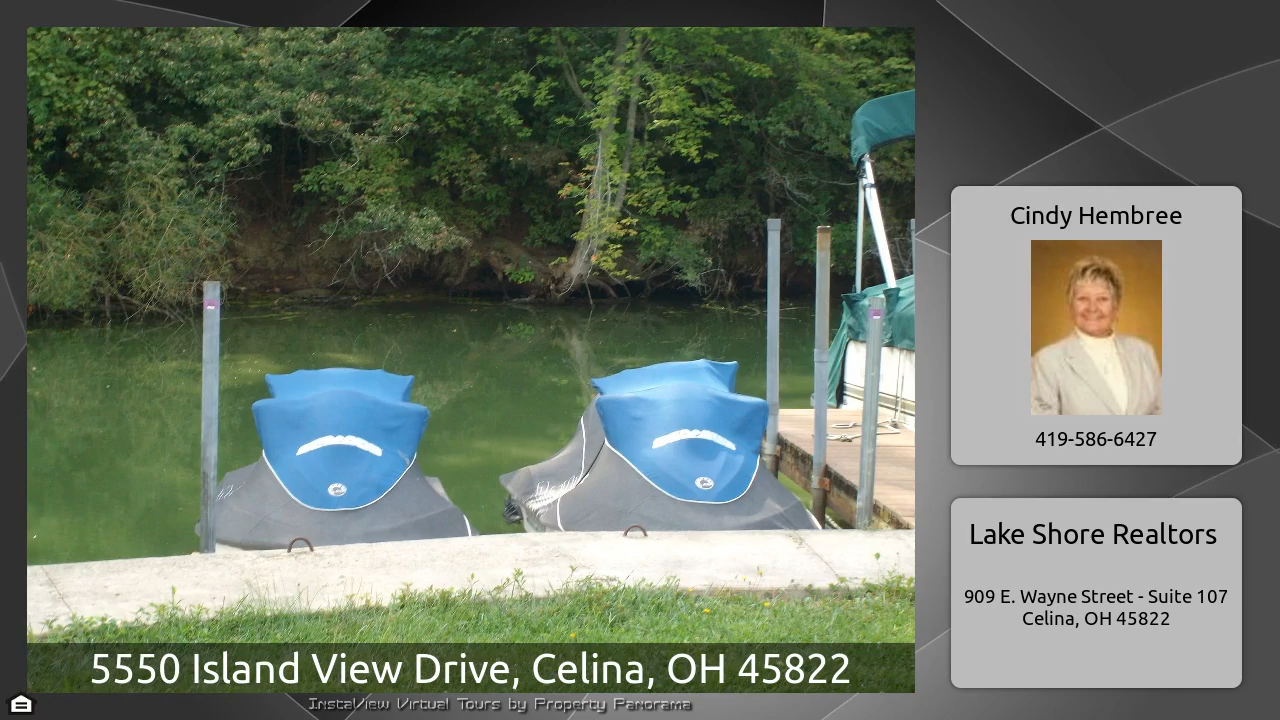 5550 Island View Drive, Celina, OH 45822
InstaView Virtual Tours by Property Panorama
Cindy Hembree
419-586-6427
Lake Shore Realtors
909 E. Wayne Street - Suite 107
Celina, OH 45822